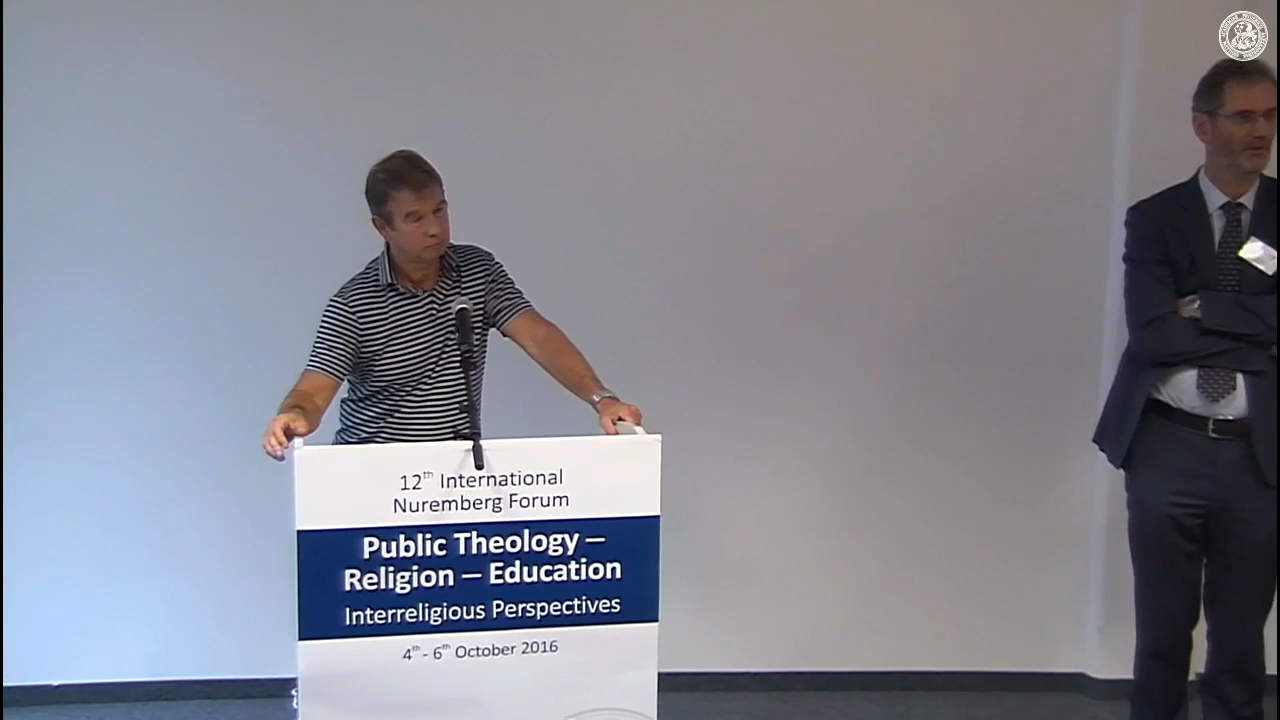 12th International
Nuremberg Forum
Public Theology –
Religion – Education
Interreligious Perspectives
4th - 6th October 2016